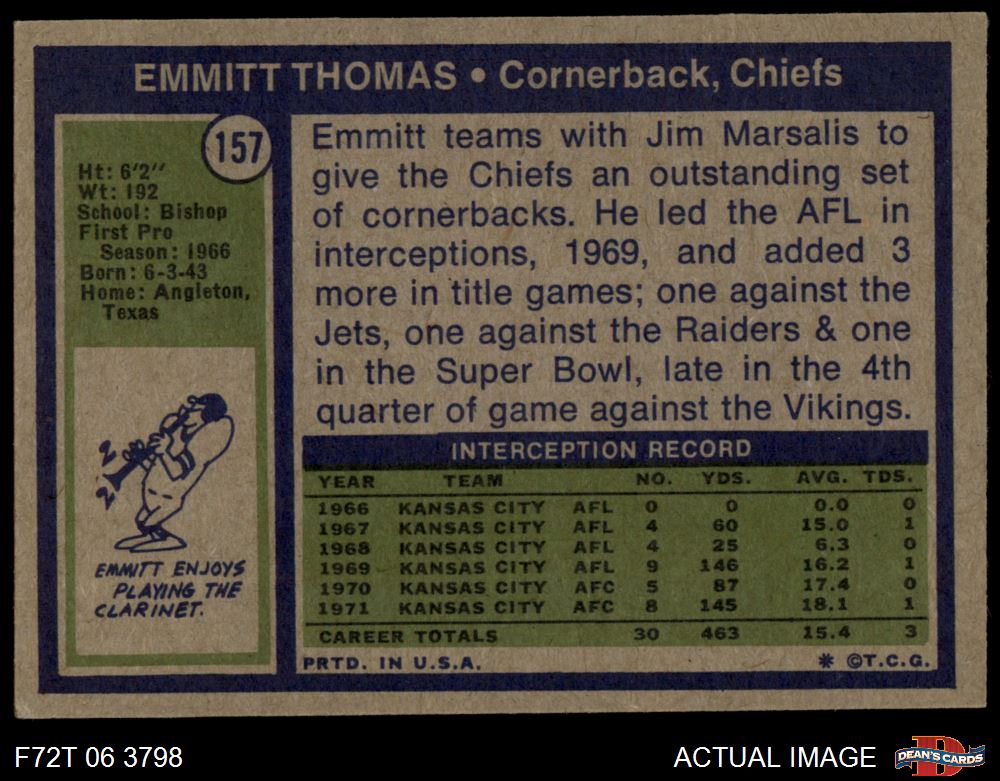 EMMITT THOMAS • Cornerback, Chiefs
157
Ht: 6'2''
Wt: 192
School: Bishop
First Pro
Season: 1966
Born: 6-3-43
Home: Angleton,
Texas
EMMITT ENJOYS
PLAYING THE
CLARINET.
Emmitt teams with Jim Marsalis to
give the Chiefs an outstanding set
of cornerbacks. He led the AFL in
interceptions, 1969, and added 3
more in title games; one against the
Jets, one against the Raiders & one
in the Super Bowl, late in the 4th
quarter of game against the Vikings.
INTERCEPTION RECORD
YEAR TEAM NO. YDS. AVG. TDS.
1966 KANSAS CITY AFL 0 0 0.0 0
1967 KANSAS CITY AFL 4 60 15.0 1
1968 KANSAS CITY AFL 4 25 6.3 0
1969 KANSAS CITY AFL 9 146 16.2 1
1970 KANSAS CITY AFC 5 87 17.4 0
1971 KANSAS CITY AFC 8 145 18.1 1
CAREER TOTALS 30 463 15.4 3
PRTD. IN U.S.A. * ©T.C.G.
F72T 06 3798 ACTUAL IMAGE
D
DEAN'S CARDS